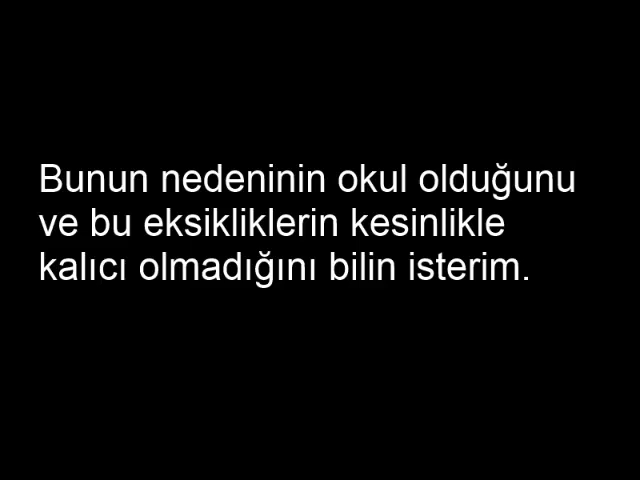 Bunun nedeninin okul olduğunu
ve bu eksikliklerin kesinlikle
kalıcı olmadığını bilin isterim.